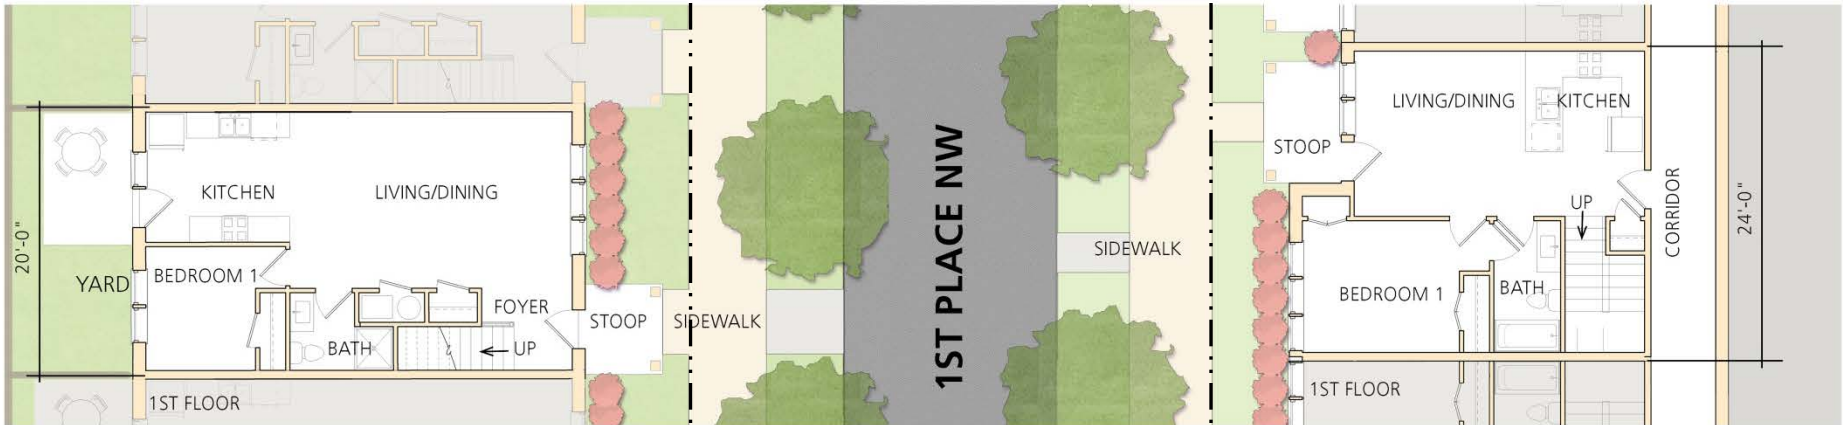 20'-0"
YARD
KITCHEN
LIVING/DINING
BEDROOM 1
BATH
FOYER
UP
STOOP
SIDEWALK
1ST FLOOR
1ST PLACE NW
SIDEWALK
STOOP
LIVING/DINING
KITCHEN
UP
BEDROOM 1
BATH
CORRIDOR
24'-0"
1ST FLOOR